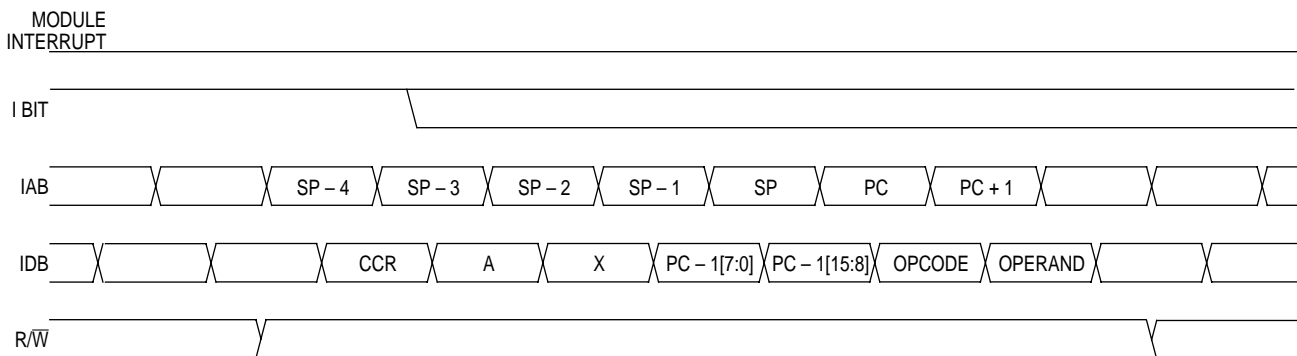 MODULE
INTERRUPT
I BIT
IAB SP – 4 SP – 3 SP – 2 SP – 1 SP PC PC + 1
IDB CCR A X PC – 1[7:0] PC – 1[15:8] OPCODE OPERAND
R/W̅